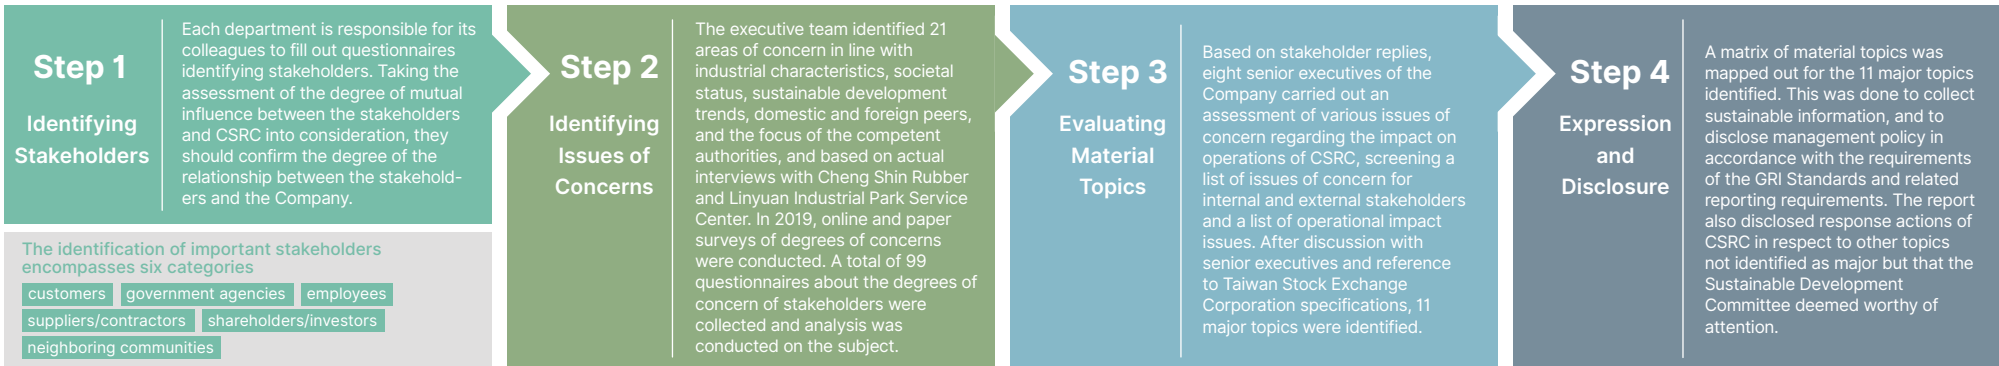 Step 1
Identifying
Stakeholders
Each department is responsible for its
colleagues to fill out questionnaires
identifying stakeholders. Taking the
assessment of the degree of mutual
influence between the stakeholders
and CSRC into consideration, they
should confirm the degree of the
relationship between the stakehold-
ers and the Company.
The identification of important stakeholders
encompasses six categories
customers government agencies employees
suppliers/contractors shareholders/investors
neighboring communities
Step 2
Identifying
Issues of
Concerns
The executive team identified 21
areas of concern in line with
industrial characteristics, societal
status, sustainable development
trends, domestic and foreign peers,
and the focus of the competent
authorities, and based on actual
interviews with Cheng Shin Rubber
and Linyuan Industrial Park Service
Center. In 2019, online and paper
surveys of degrees of concerns
were conducted. A total of 99
questionnaires about the degrees of
concern of stakeholders were
collected and analysis was
conducted on the subject.
Step 3
Evaluating
Material
Topics
Based on stakeholder replies,
eight senior executives of the
Company carried out an
assessment of various issues of
concern regarding the impact on
operations of CSRC, screening a
list of issues of concern for
internal and external stakeholders
and a list of operational impact
issues. After discussion with
senior executives and reference
to Taiwan Stock Exchange
Corporation specifications, 11
major topics were identified.
Step 4
Expression
and
Disclosure
A matrix of material topics was
mapped out for the 11 major topics
identified. This was done to collect
sustainable information, and to
disclose management policy in
accordance with the requirements
of the GRI Standards and related
reporting requirements. The report
also disclosed response actions of
CSRC in respect to other topics
not identified as major but that the
Sustainable Development
Committee deemed worthy of
attention.